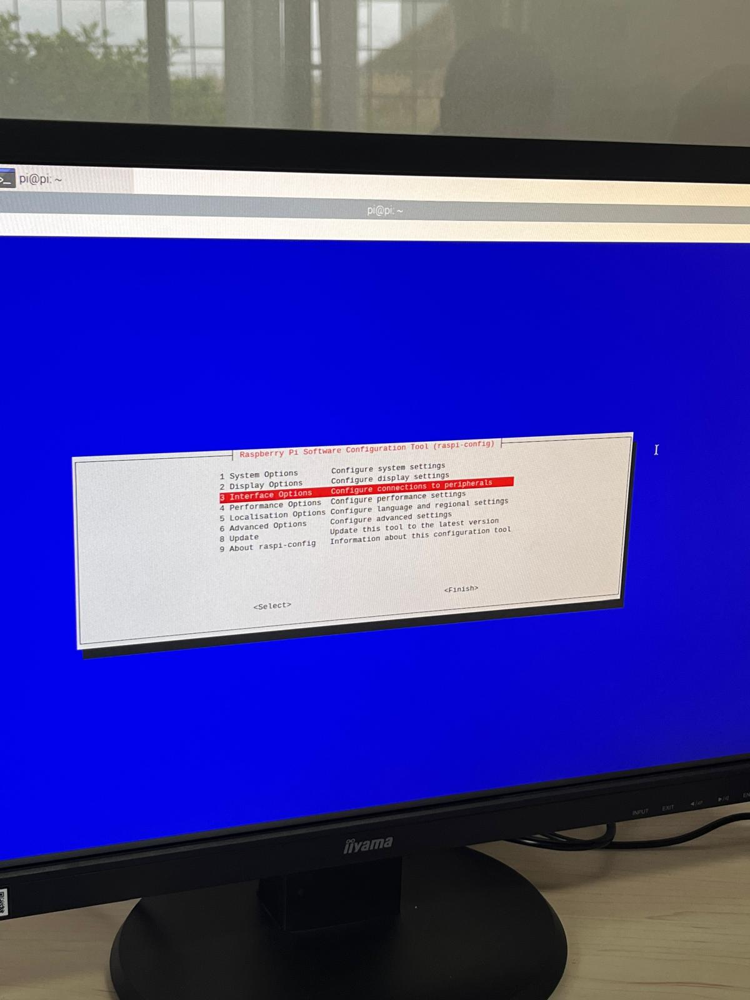 pi@pi: ~
pi@pi: ~
Raspberry Pi Software Configuration Tool (raspi-config)
1 System Options Configure system settings
2 Display Options Configure display settings
3 Interface Options Configure connections to peripherals
4 Performance Options Configure performance settings
5 Localisation Options Configure language and regional settings
6 Advanced Options Configure advanced settings
8 Update Update this tool to the latest version
9 About raspi-config Information about this configuration tool
<Select> <Finish>
INPUT EXIT
iiyama